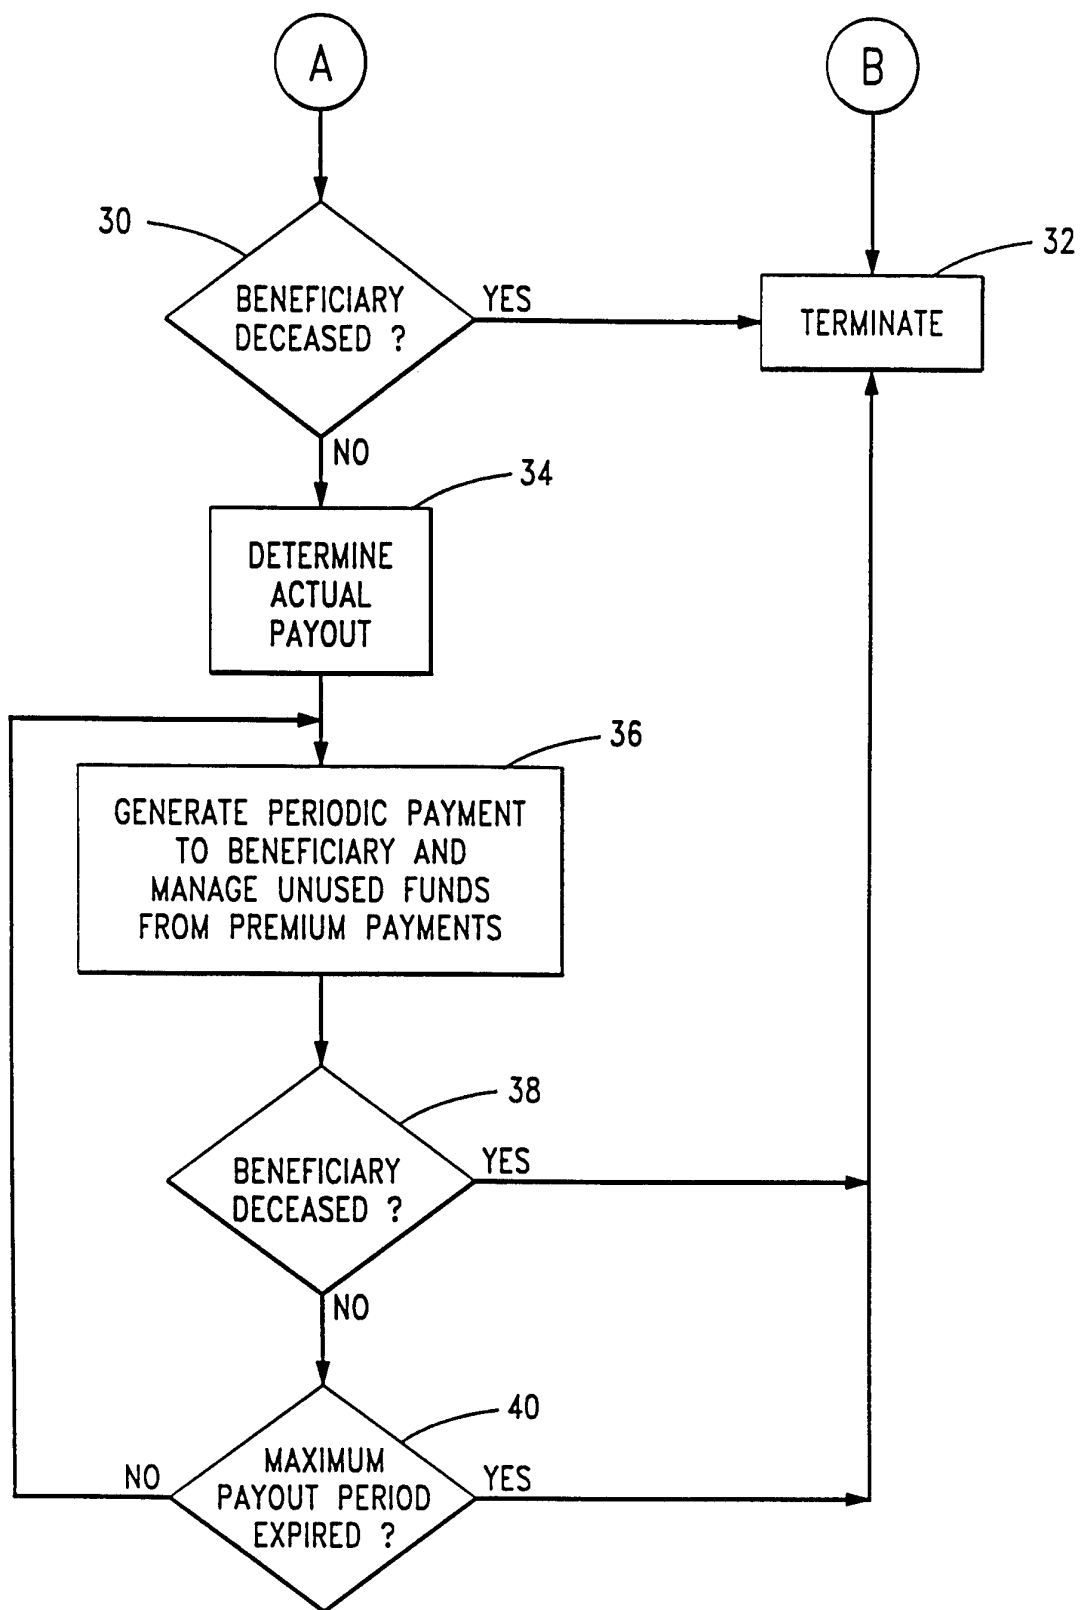 A
B
30
32
BENEFICIARY
DECEASED ?
YES
TERMINATE
NO
34
DETERMINE
ACTUAL
PAYOUT
36
GENERATE PERIODIC PAYMENT
TO BENEFICIARY AND
MANAGE UNUSED FUNDS
FROM PREMIUM PAYMENTS
38
BENEFICIARY
DECEASED ?
YES
NO
40
MAXIMUM
PAYOUT PERIOD
EXPIRED ?
NO
YES